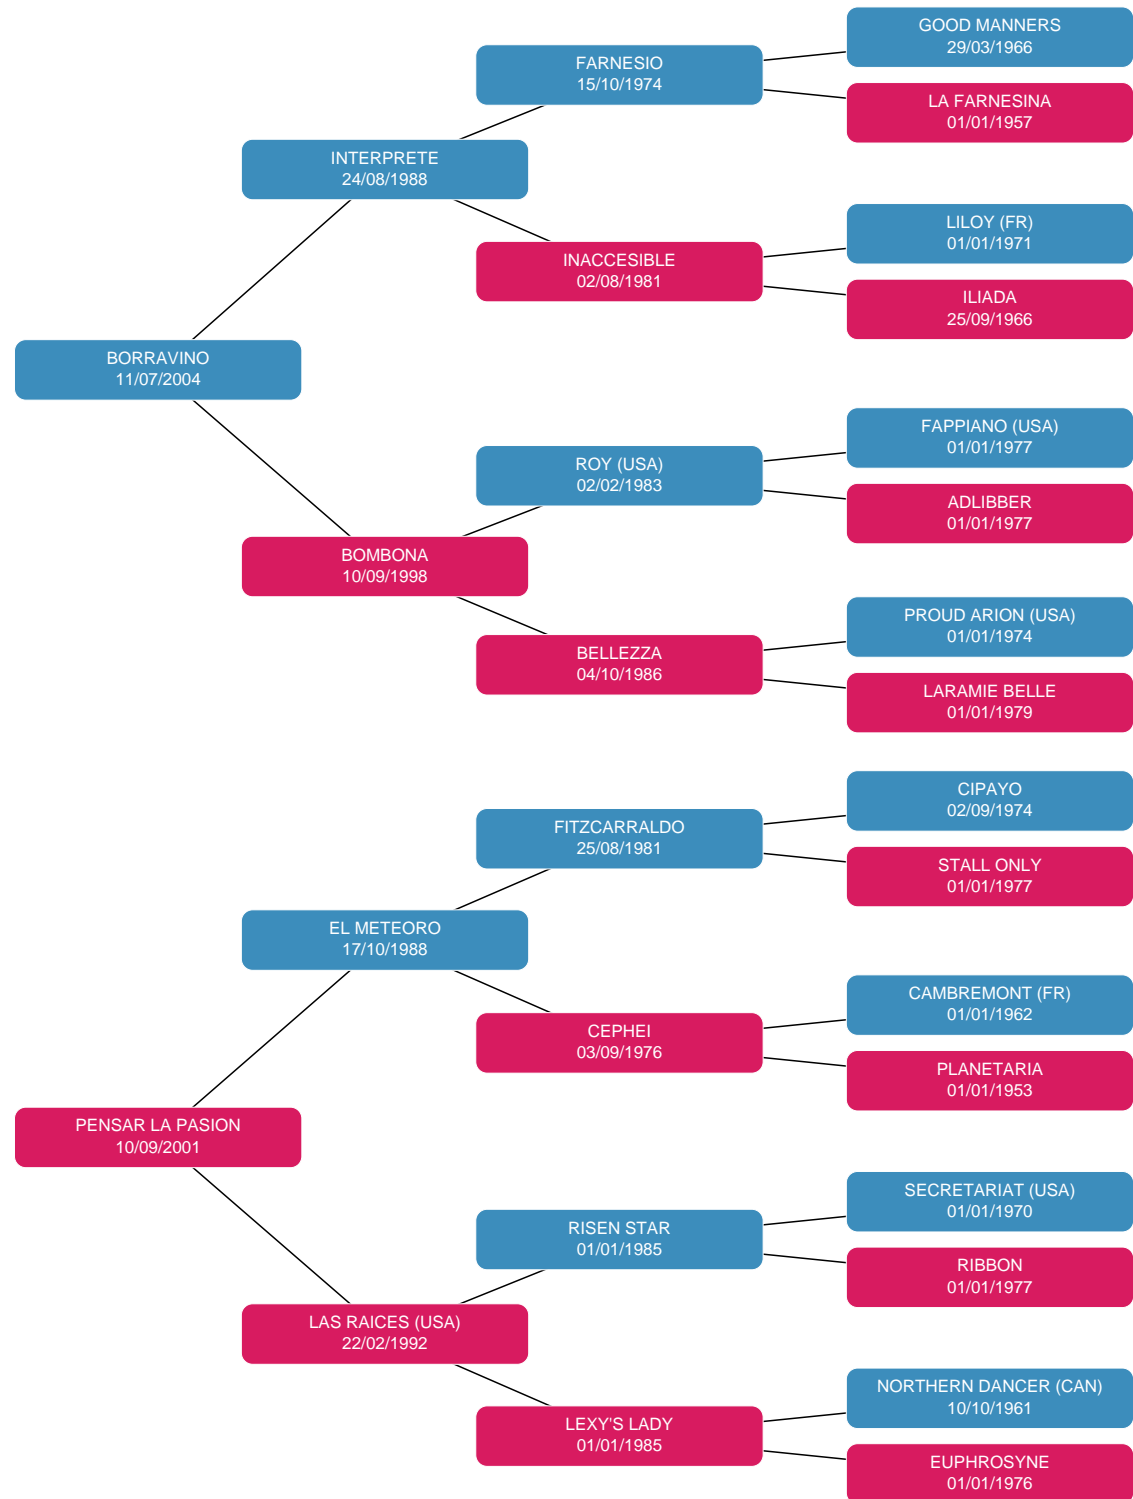 GOOD MANNERS
29/03/1966
FARNESIO
15/10/1974
LA FARNESINA
01/01/1957
INTERPRETE
24/08/1988
LILOY (FR)
01/01/1971
INACCESIBLE
02/08/1981
ILIADA
25/09/1966
BORRAVINO
11/07/2004
FAPPIANO (USA)
01/01/1977
ROY (USA)
02/02/1983
ADLIBBER
01/01/1977
BOMBONA
10/09/1998
PROUD ARION (USA)
01/01/1974
BELLEZZA
04/10/1986
LARAMIE BELLE
01/01/1979
CIPAYO
02/09/1974
FITZCARRALDO
25/08/1981
STALL ONLY
01/01/1977
EL METEORO
17/10/1988
CAMBREMONT (FR)
01/01/1962
CEPHEI
03/09/1976
PLANETARIA
01/01/1953
PENSAR LA PASION
10/09/2001
SECRETARIAT (USA)
01/01/1970
RISEN STAR
01/01/1985
RIBBON
01/01/1977
LAS RAICES (USA)
22/02/1992
NORTHERN DANCER (CAN)
10/10/1961
LEXY'S LADY
01/01/1985
EUPHROSYNE
01/01/1976